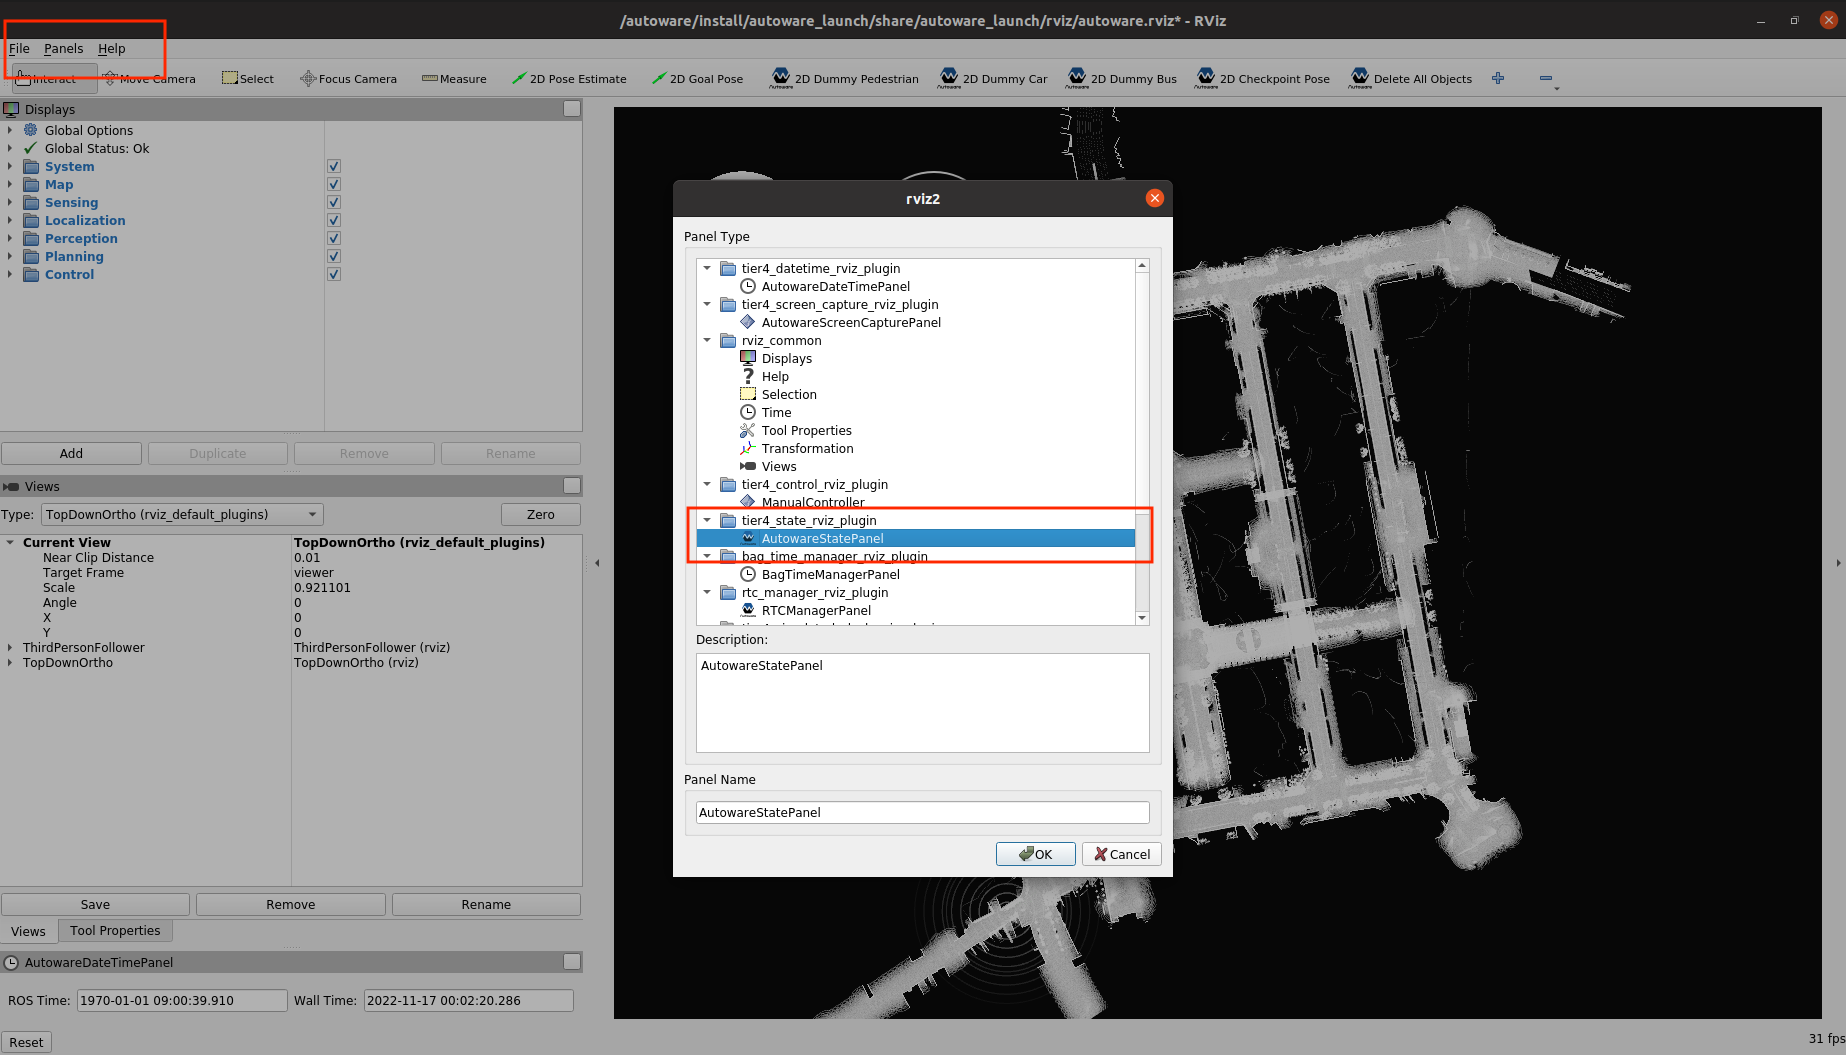 /autoware/install/autoware_launch/share/autoware_launch/rviz/autoware.rviz* - RViz
File Panels Help
Interact Move Camera Select Focus Camera Measure 2D Pose Estimate 2D Goal Pose 2D Dummy Pedestrian 2D Dummy Car 2D Dummy Bus 2D Checkpoint Pose Delete All Objects
Displays
Global Options
Global Status: Ok
System
Map
Sensing
Localization
Perception
Planning
Control
Add Duplicate Remove Rename
Views
Type: TopDownOrtho (rviz_default_plugins) Zero
Current View TopDownOrtho (rviz_default_plugins)
Near Clip Distance 0.01
Target Frame viewer
Scale 0.921101
Angle 0
X 0
Y 0
ThirdPersonFollower ThirdPersonFollower (rviz)
TopDownOrtho TopDownOrtho (rviz)
Save Remove Rename
Views Tool Properties
AutowareDateTimePanel
ROS Time: 1970-01-01 09:00:39.910 Wall Time: 2022-11-17 00:02:20.286
Reset
31 fps
rviz2
Panel Type
tier4_datetime_rviz_plugin
AutowareDateTimePanel
tier4_screen_capture_rviz_plugin
AutowareScreenCapturePanel
rviz_common
Displays
Help
Selection
Time
Tool Properties
Transformation
Views
tier4_control_rviz_plugin
ManualController
tier4_state_rviz_plugin
AutowareStatePanel
bag_time_manager_rviz_plugin
BagTimeManagerPanel
rtc_manager_rviz_plugin
RTCManagerPanel
Description:
AutowareStatePanel
Panel Name
AutowareStatePanel
OK Cancel